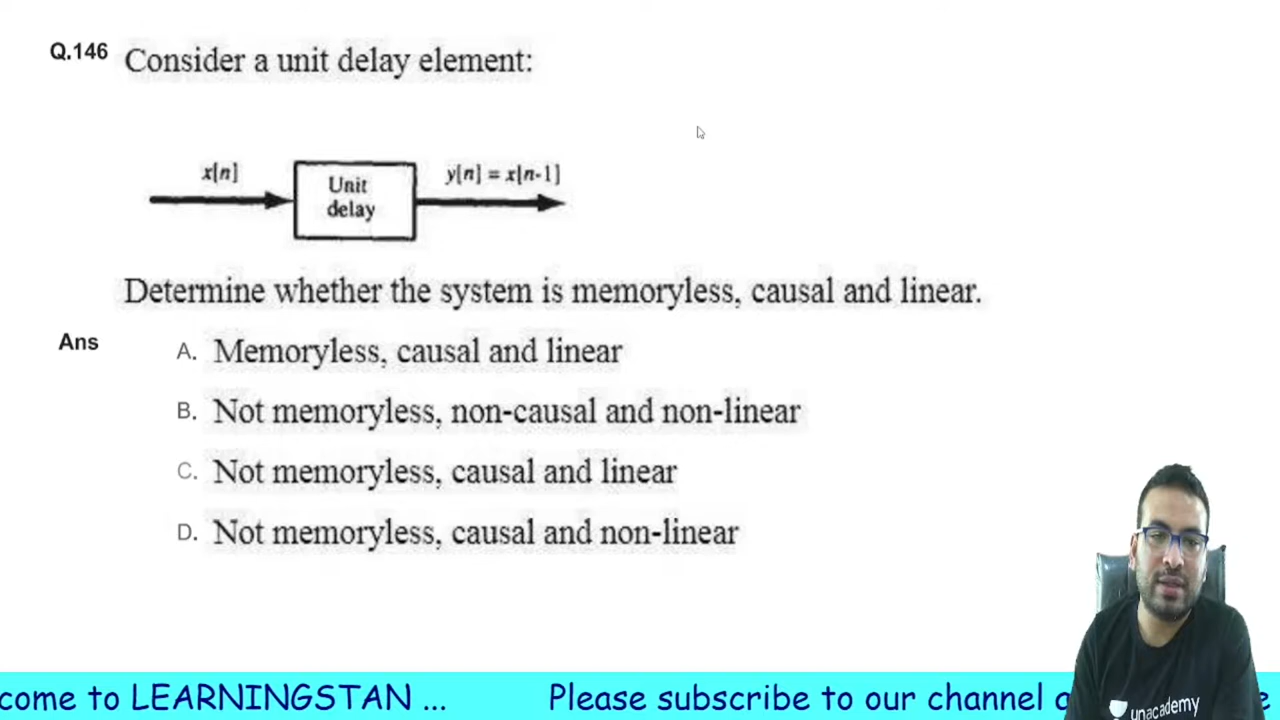 Q.146 Consider a unit delay element:
x[n]
Unit
delay
y[n] = x[n-1]
Determine whether the system is memoryless, causal and linear.
Ans
A. Memoryless, causal and linear
B. Not memoryless, non-causal and non-linear
C. Not memoryless, causal and linear
D. Not memoryless, causal and non-linear
come to LEARNINGSTAN ... Please subscribe to our channel
unacademy